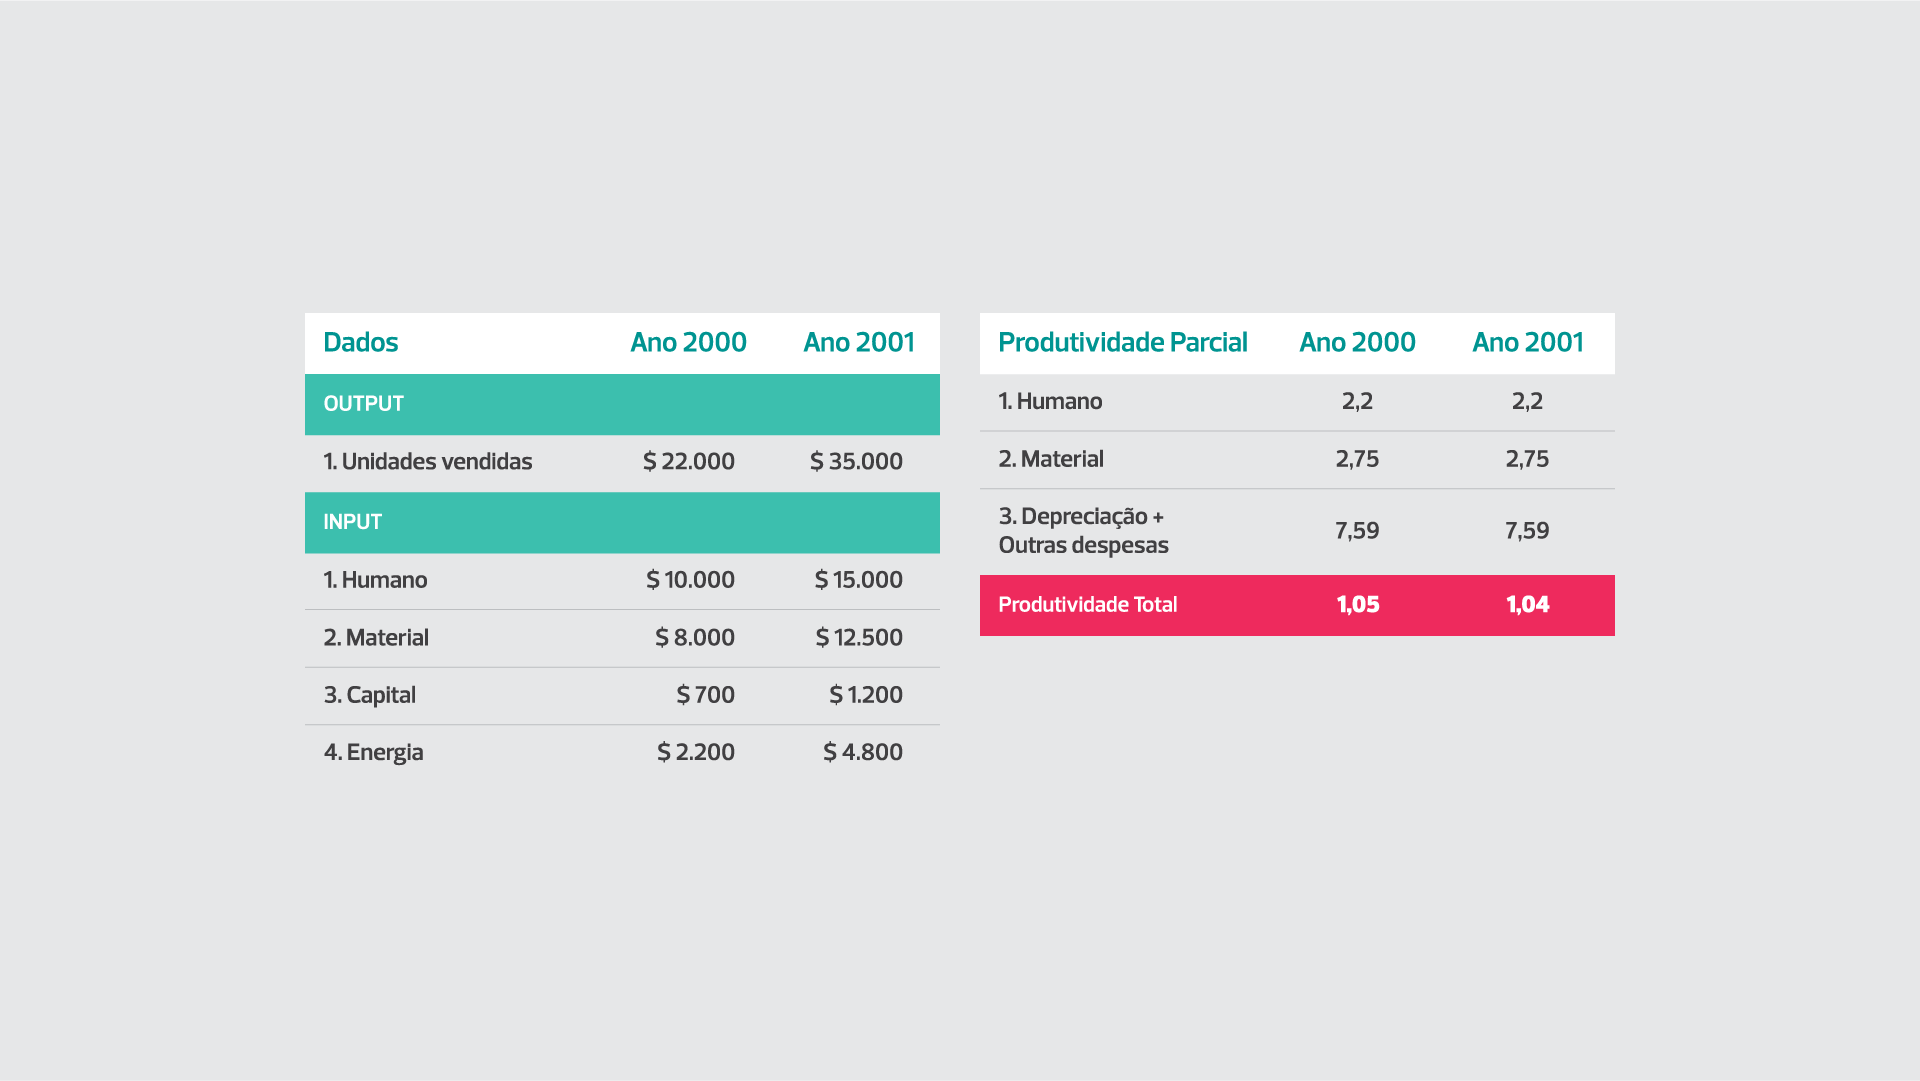 Dados Ano 2000 Ano 2001
OUTPUT
1. Unidades vendidas $ 22.000 $ 35.000
INPUT
1. Humano $ 10.000 $ 15.000
2. Material $ 8.000 $ 12.500
3. Capital $ 700 $ 1.200
4. Energia $ 2.200 $ 4.800
Produtividade Parcial Ano 2000 Ano 2001
1. Humano 2,2 2,2
2. Material 2,75 2,75
3. Depreciação +
Outras despesas 7,59 7,59
Produtividade Total 1,05 1,04